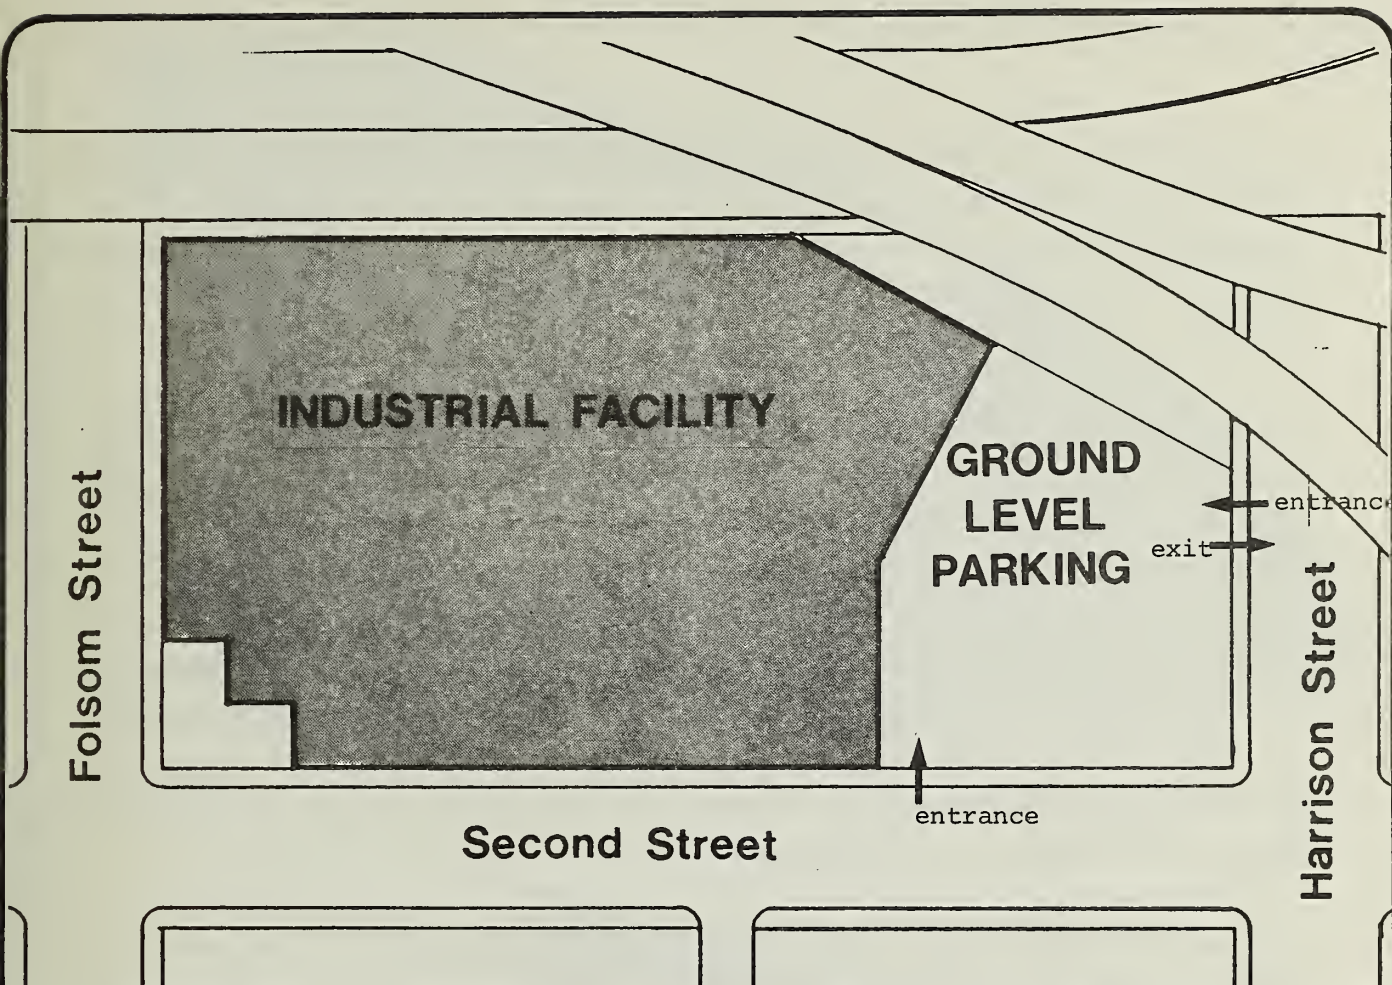 INDUSTRIAL FACILITY
GROUND
LEVEL
PARKING
entrance
exit
Folsom Street
Harrison Street
entrance
Second Street